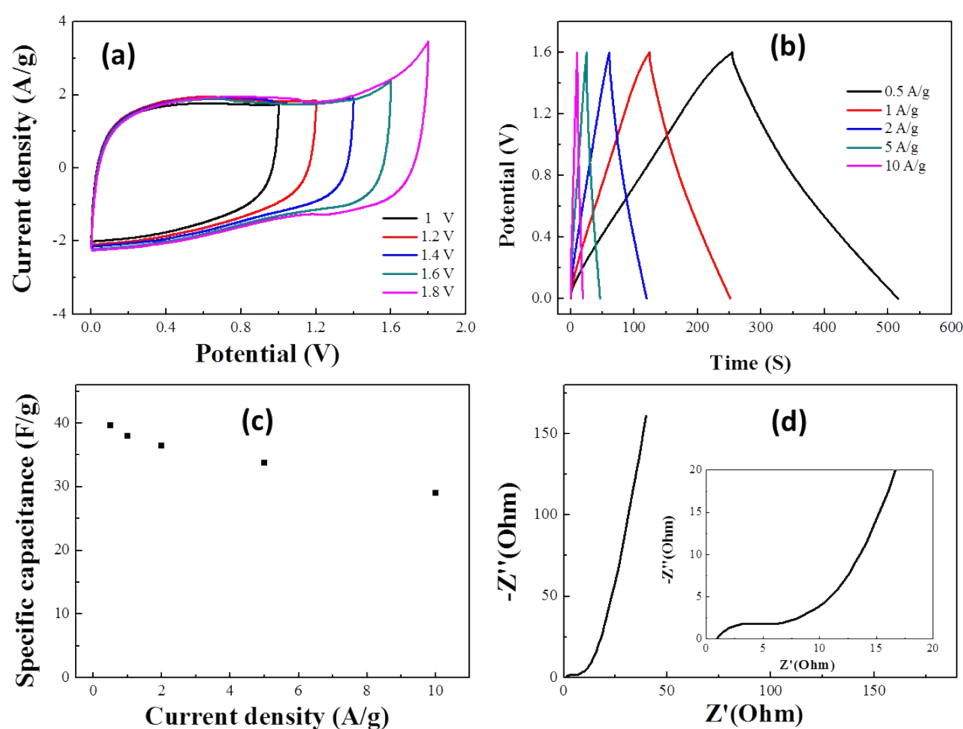 (a)
Current density (A/g)
4
2
0
-2
-4
1 V
1.2 V
1.4 V
1.6 V
1.8 V
0.0 0.4 0.8 1.2 1.6 2.0
Potential (V)
(b)
Potential (V)
1.6
1.2
0.8
0.4
0.0
0.5 A/g
1 A/g
2 A/g
5 A/g
10 A/g
0 100 200 300 400 500 600
Time (S)
(c)
Specific capacitance (F/g)
40
30
20
10
0
0 2 4 6 8 10
Current density (A/g)
(d)
-Z''(Ohm)
150
100
50
0
0 50 100 150
Z'(Ohm)
-Z''(Ohm)
20
15
10
5
0
0 5 10 15 20
Z'(Ohm)